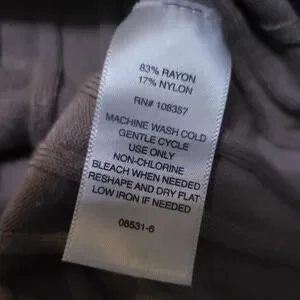 83% RAYON
17% NYLON
RN# 108357
MACHINE WASH COLD
GENTLE CYCLE
USE ONLY
NON-CHLORINE
BLEACH WHEN NEEDED
RESHAPE AND DRY FLAT
LOW IRON IF NEEDED
08531-6